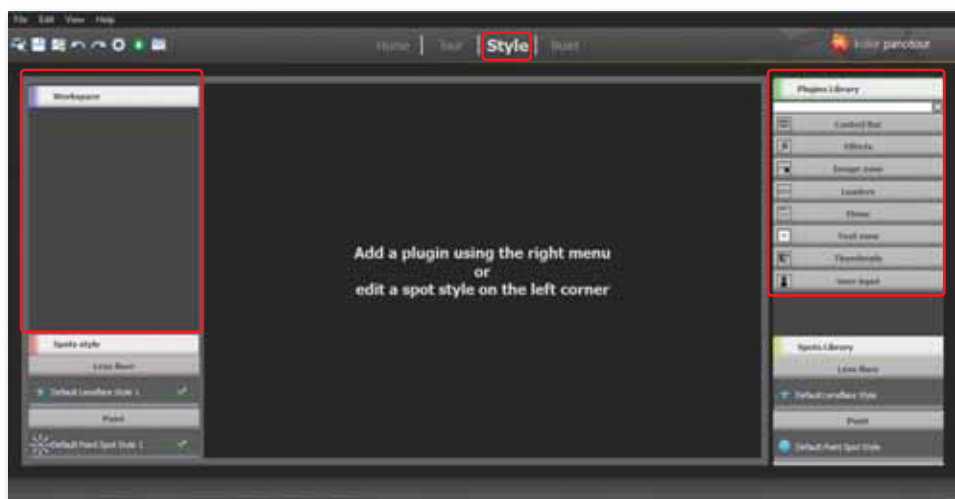 File Edit View Help
Home Tour Style Build
kolor panotour
Workspace
Plugins Library
Control Bar
Effects
Image zone
Loaders
Menu
Text zone
Thumbnails
User input
Add a plugin using the right menu
or
edit a spot style on the left corner
Spots style
Lens flare
Default Lensflare Style 1
Point
Default Point Spot Style 1
Spots Library
Lens flare
Default Lensflare Style
Point
Default Point Spot Style